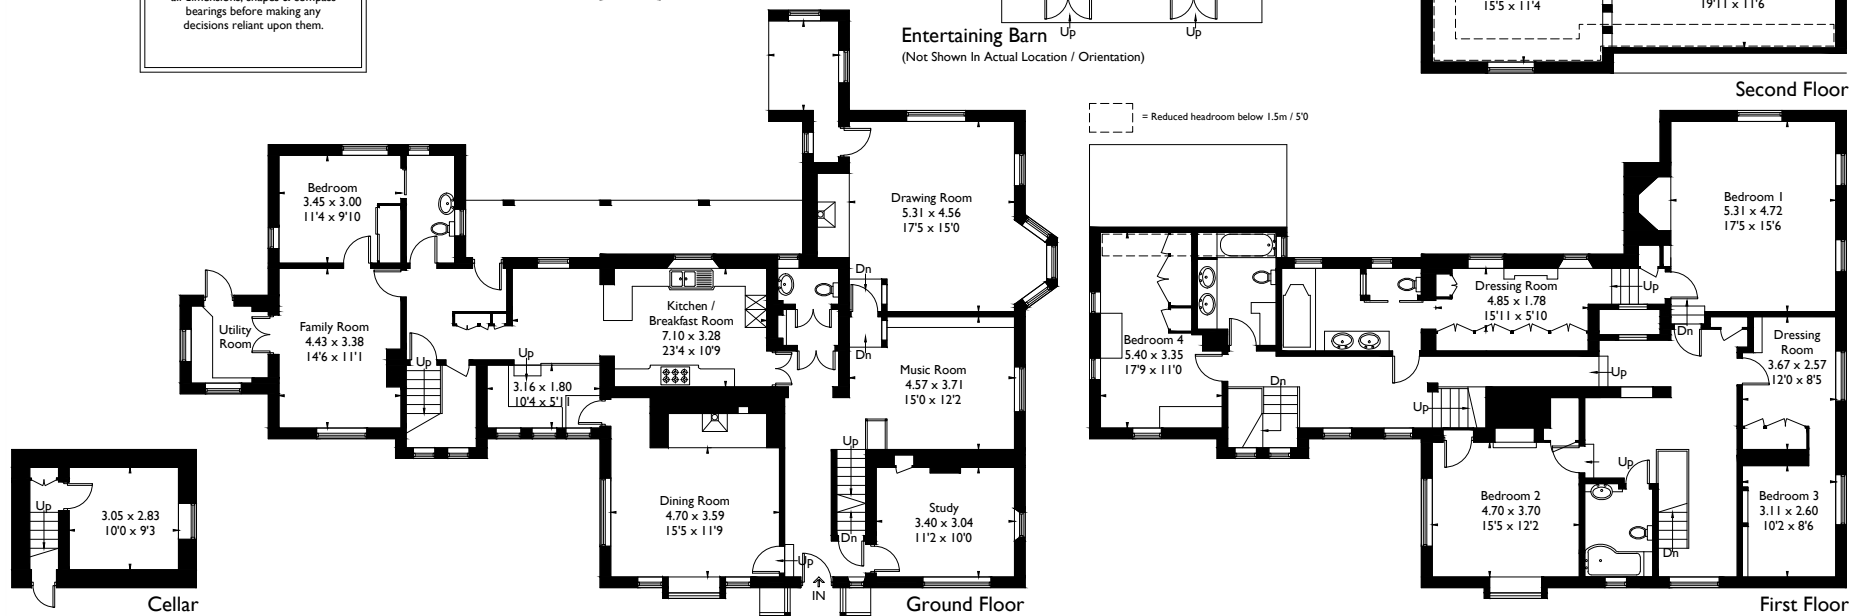 bearings before making any
decisions reliant upon them.
Up
Up
Entertaining Barn
(Not Shown In Actual Location / Orientation)
15'5 x 11'4
19'11 x 11'6
Second Floor
= Reduced headroom below 1.5m / 5'0
Bedroom
3.45 x 3.00
11'4 x 9'10
Drawing Room
5.31 x 4.56
17'5 x 15'0
Dn
Dn
Utility
Room
Family Room
4.43 x 3.38
14'6 x 11'1
Kitchen /
Breakfast Room
7.10 x 3.28
23'4 x 10'9
Up
Up
3.16 x 1.80
10'4 x 5'11
Music Room
4.57 x 3.71
15'0 x 12'2
Up
Dining Room
4.70 x 3.59
15'5 x 11'9
Study
3.40 x 3.04
11'2 x 10'0
Dn
Up
IN
Ground Floor
Up
3.05 x 2.83
10'0 x 9'3
Cellar
Bedroom 1
5.31 x 4.72
17'5 x 15'6
Dressing Room
4.85 x 1.78
15'11 x 5'10
Up
Dn
Bedroom 4
5.40 x 3.35
17'9 x 11'0
Dressing
Room
3.67 x 2.57
12'0 x 8'5
Dn
Up
Up
Up
Bedroom 2
4.70 x 3.70
15'5 x 12'2
Bedroom 3
3.11 x 2.60
10'2 x 8'6
Dn
First Floor